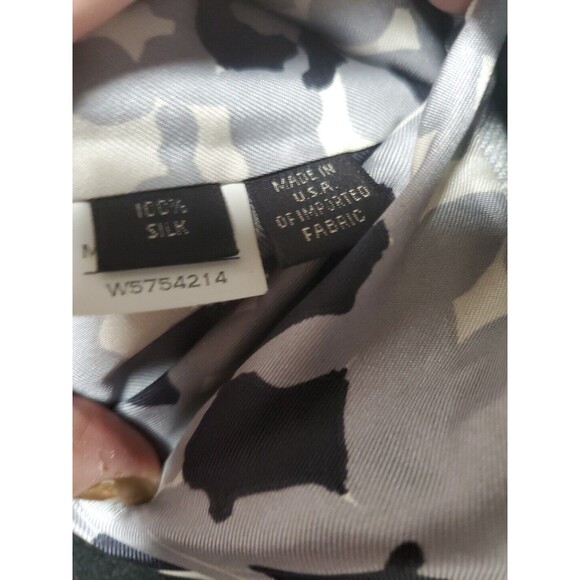 100%
SILK
MADE IN
U.S.A.
OF IMPORTED
FABRIC
W5754214